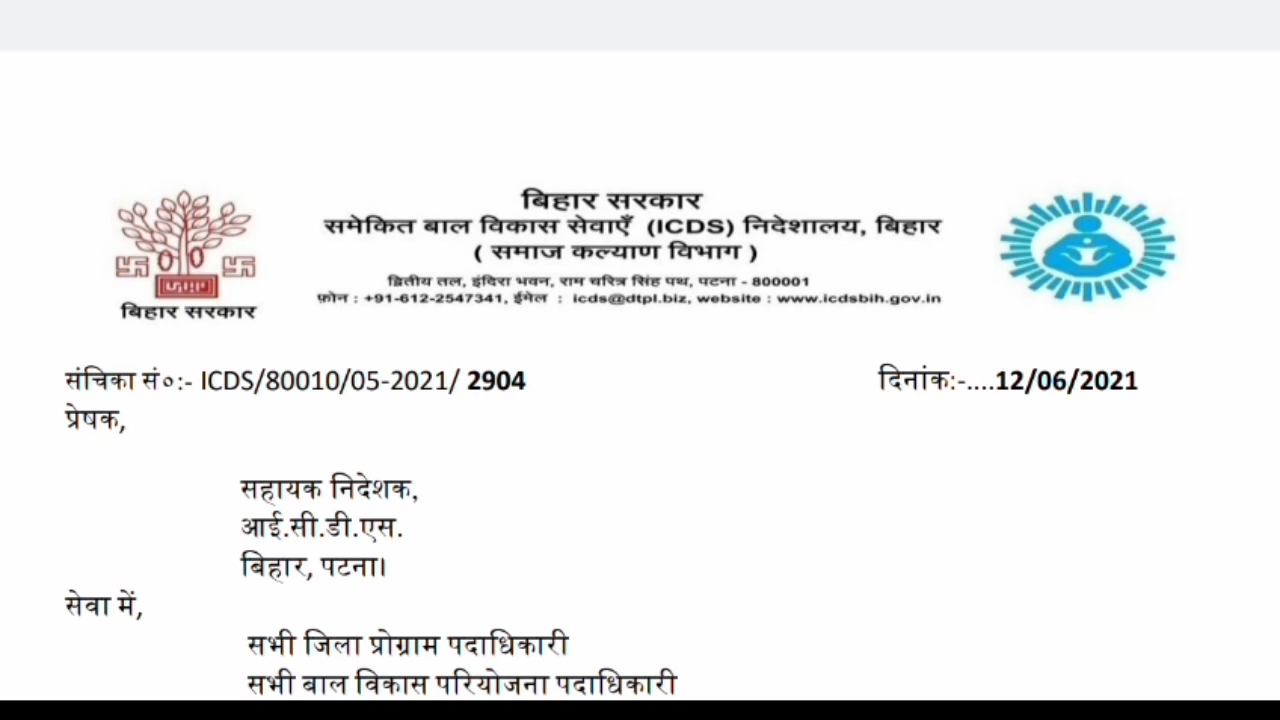 बिहार सरकार
समेकित बाल विकास सेवाएँ (ICDS) निदेशालय, बिहार
( समाज कल्याण विभाग )
द्वितीय तल, इंदिरा भवन, राम चरित्र सिंह पथ, पटना - 800001
फ़ोन : +91-612-2547341, ईमेल : icds@dtpl.biz, website : www.icdsbih.gov.in
बिहार सरकार
संचिका सं०:- ICDS/80010/05-2021/ 2904
दिनांक:-....12/06/2021
प्रेषक,
सहायक निदेशक,
आई.सी.डी.एस.
बिहार, पटना।
सेवा में,
सभी जिला प्रोग्राम पदाधिकारी
सभी बाल विकास परियोजना पदाधिकारी